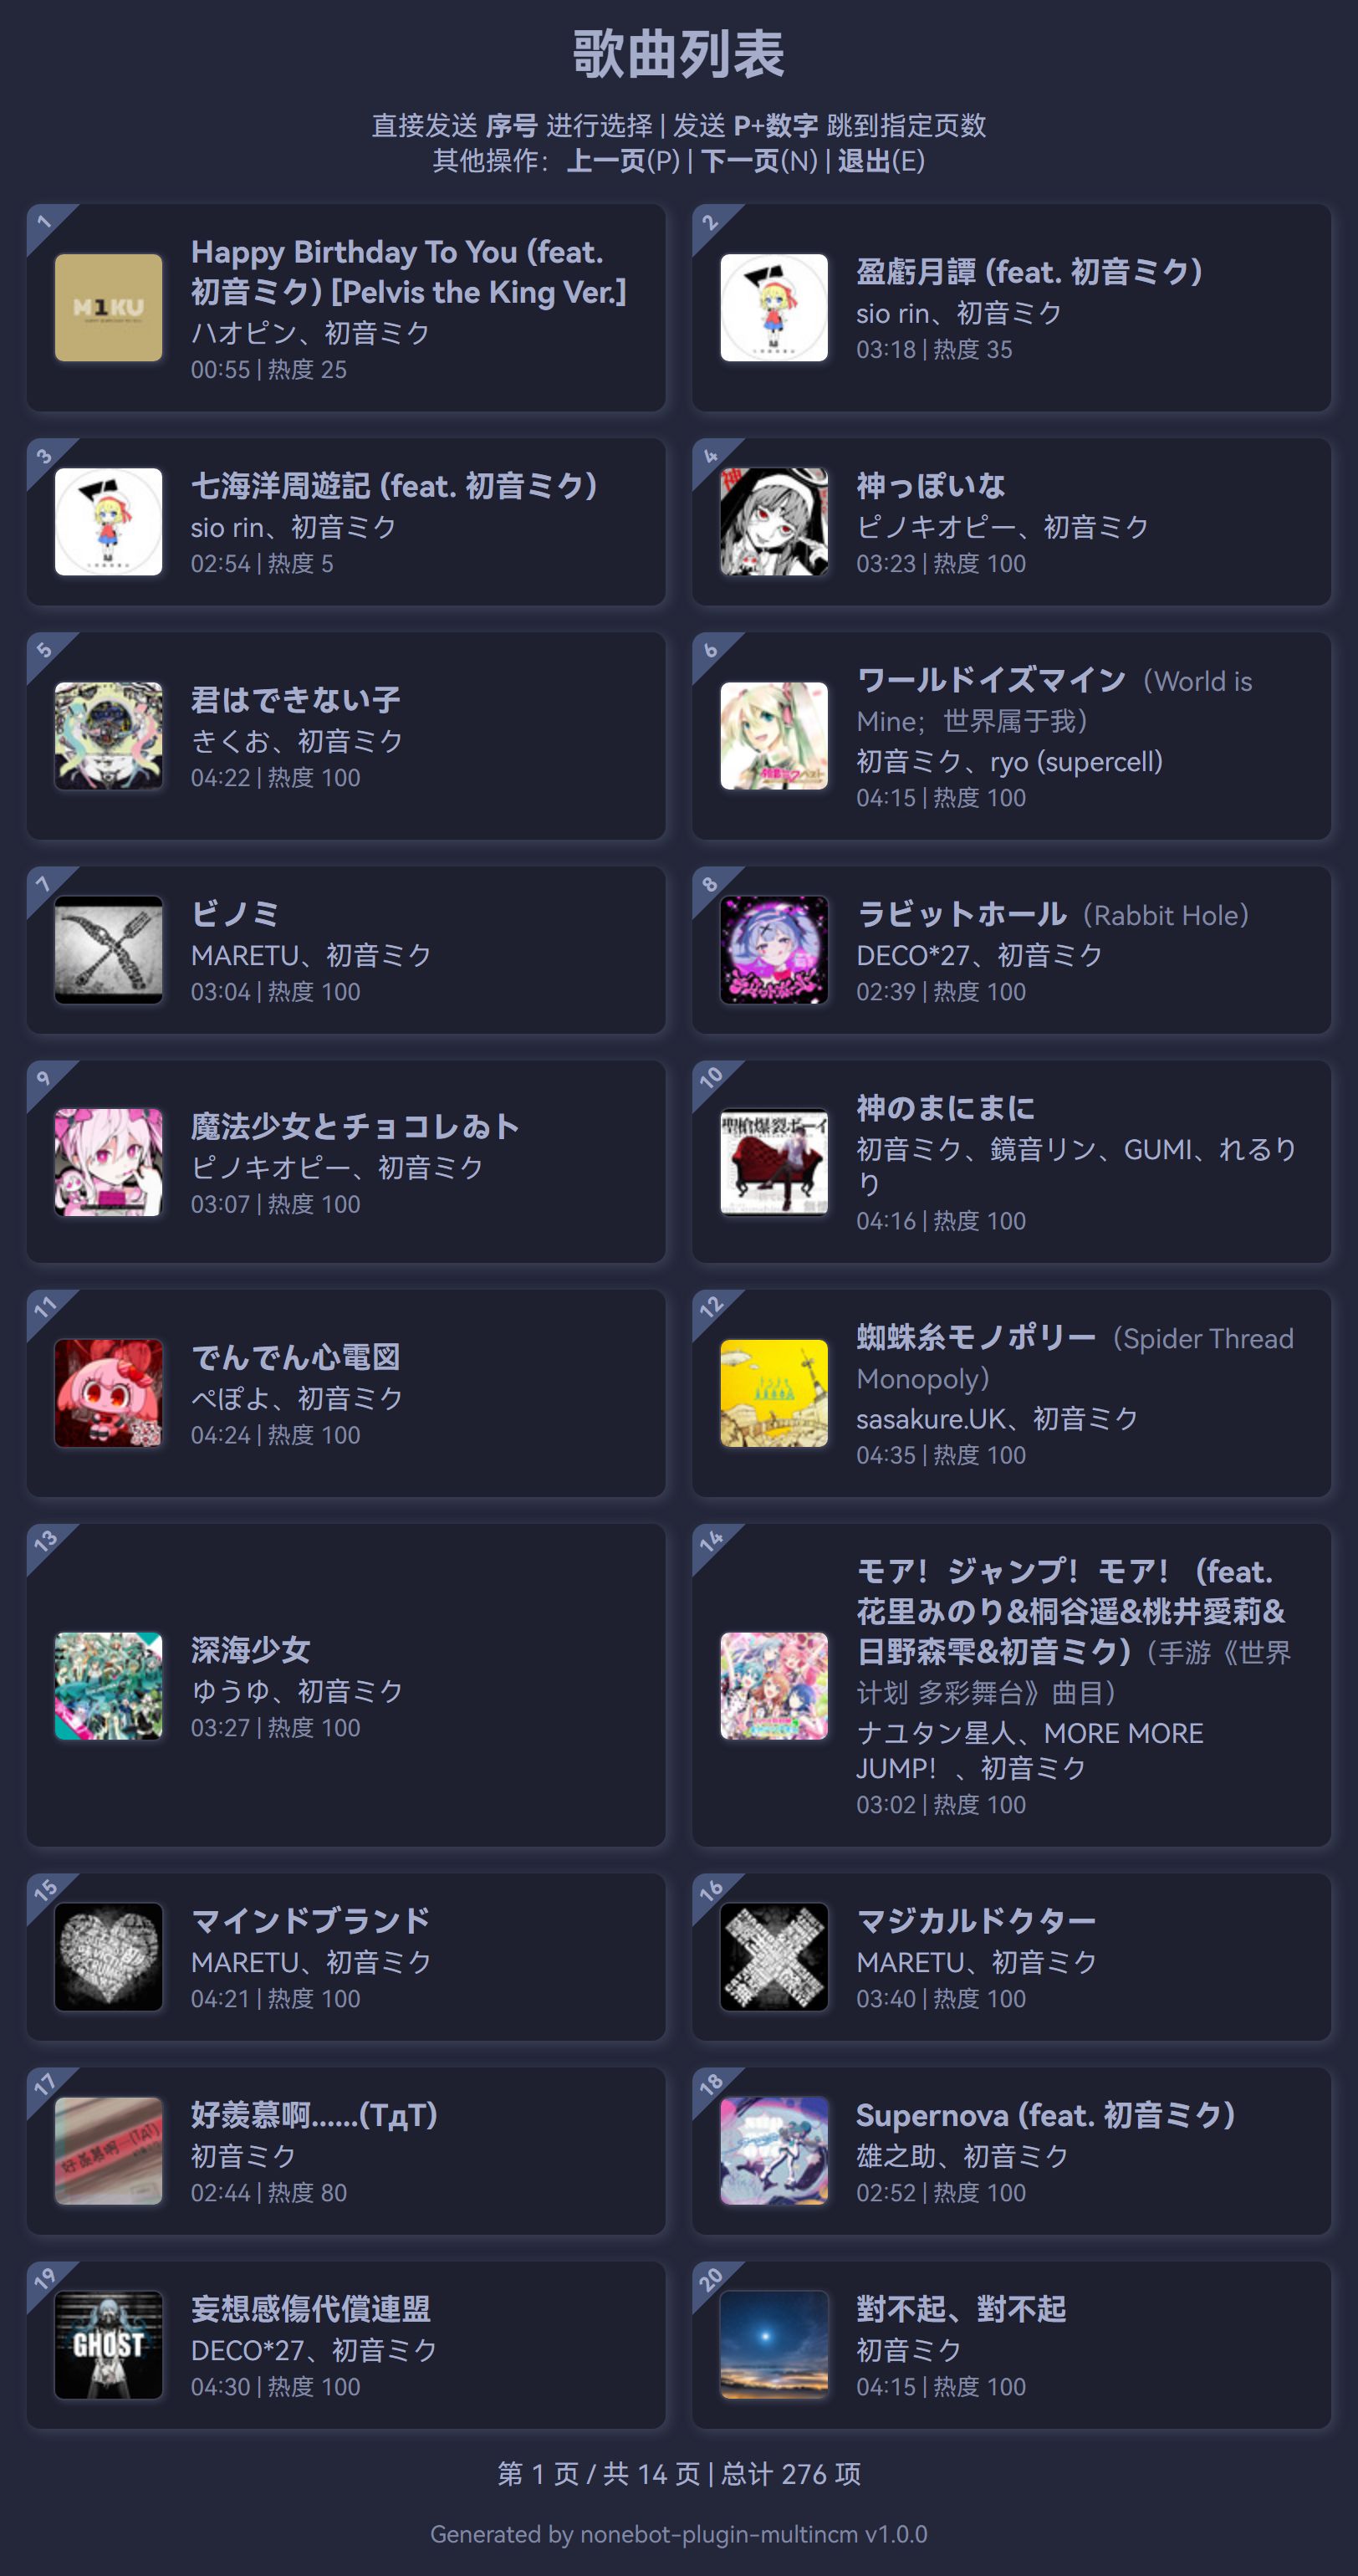 歌曲列表
直接发送 序号 进行选择 | 发送 P+数字 跳到指定页数
其他操作：上一页(P) | 下一页(N) | 退出(E)
1
M1KU
Happy Birthday To You (feat.
初音ミク) [Pelvis the King Ver.]
ハオピン、初音ミク
00:55 | 热度 25
2
盈虧月譚 (feat. 初音ミク)
sio rin、初音ミク
03:18 | 热度 35
3
七海洋周遊記 (feat. 初音ミク)
sio rin、初音ミク
02:54 | 热度 5
4
神っぽいな
ピノキオピー、初音ミク
03:23 | 热度 100
5
君はできない子
きくお、初音ミク
04:22 | 热度 100
6
ワールドイズマイン（World is
Mine；世界属于我）
初音ミク、ryo (supercell)
04:15 | 热度 100
7
ビノミ
MARETU、初音ミク
03:04 | 热度 100
8
ラビットホール
ラビットホール（Rabbit Hole）
DECO*27、初音ミク
02:39 | 热度 100
9
魔法少女とチョコレゐト
ピノキオピー、初音ミク
03:07 | 热度 100
10
聖槍爆裂ボーイ
神のまにまに
初音ミク、鏡音リン、GUMI、れるり
り
04:16 | 热度 100
11
でんでん心電図
ぺぽよ、初音ミク
04:24 | 热度 100
12
蜘蛛糸モノポリー（Spider Thread
Monopoly）
sasakure.UK、初音ミク
04:35 | 热度 100
13
深海少女
ゆうゆ、初音ミク
03:27 | 热度 100
14
モア！ジャンプ！モア！ (feat.
花里みのり&桐谷遥&桃井愛莉&
日野森雫&初音ミク)（手游《世界
计划 多彩舞台》曲目）
ナユタン星人、MORE MORE
JUMP！、初音ミク
03:02 | 热度 100
15
マインドブランド
MARETU、初音ミク
04:21 | 热度 100
16
マジカルドクター
MARETU、初音ミク
03:40 | 热度 100
17
好羨慕啊......(TдT)
好羡慕啊......(TдT)
初音ミク
02:44 | 热度 80
18
Supernova (feat. 初音ミク)
雄之助、初音ミク
02:52 | 热度 100
19
GHOST
妄想感傷代償連盟
DECO*27、初音ミク
04:30 | 热度 100
20
對不起、對不起
初音ミク
04:15 | 热度 100
第 1 页 / 共 14 页 | 总计 276 项
Generated by nonebot-plugin-multincm v1.0.0